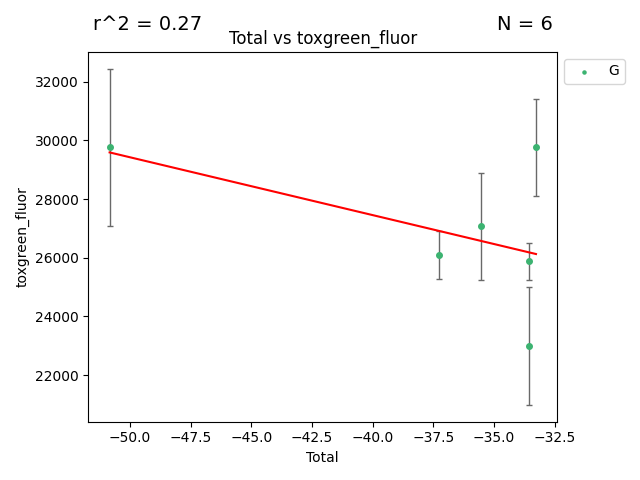 r^2 = 0.27
N = 6
Total vs toxgreen_fluor
G
32000
30000
28000
26000
24000
22000
toxgreen_fluor
−50.0
−47.5
−45.0
−42.5
−40.0
−37.5
−35.0
−32.5
Total